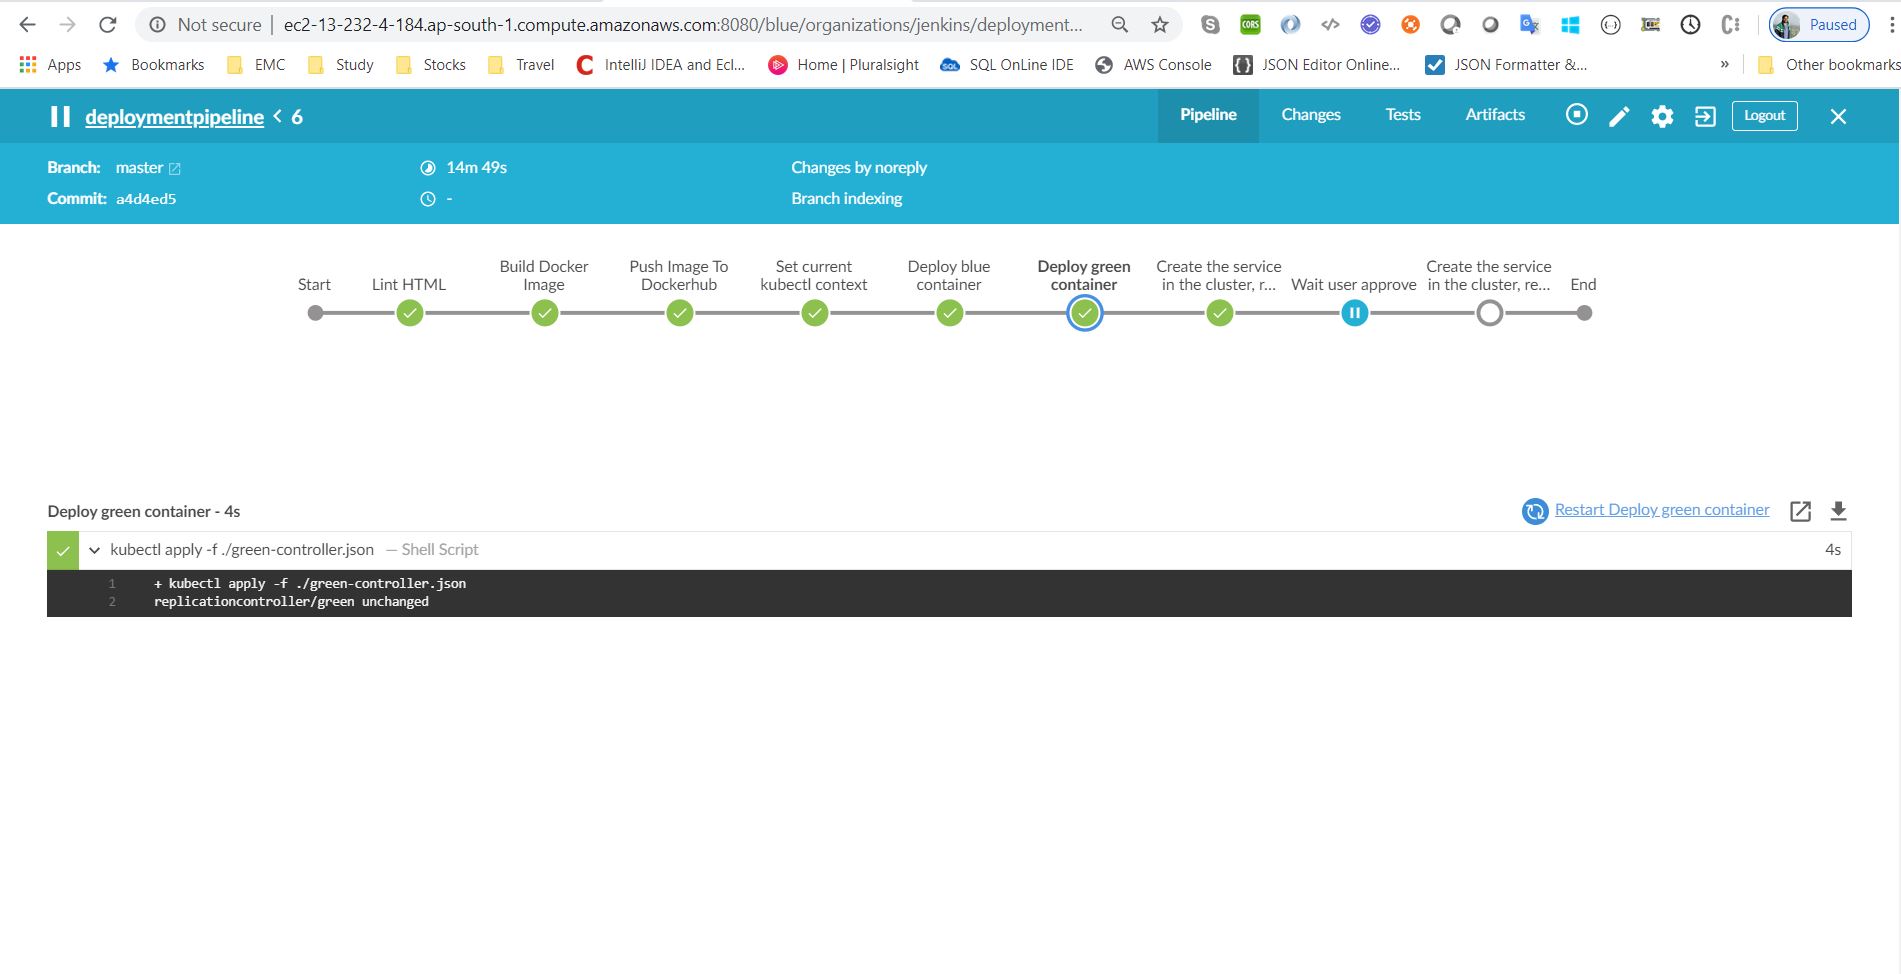 Not secure | ec2-13-232-4-184.ap-south-1.compute.amazonaws.com:8080/blue/organizations/jenkins/deployment... CORS Paused
Apps Bookmarks EMC Study Stocks Travel IntelliJ IDEA and Ecl... Home | Pluralsight SQL OnLine IDE AWS Console JSON Editor Online... JSON Formatter &... » Other bookmarks
deploymentpipeline < 6 Pipeline Changes Tests Artifacts Logout
Branch: master 14m 49s Changes by noreply
Commit: a4d4ed5 - Branch indexing
Start
Lint HTML
Build Docker
Image
Push Image To
Dockerhub
Set current
kubectl context
Deploy blue
container
Deploy green
container
Create the service
in the cluster, r...
Wait user approve
Create the service
in the cluster, re...
End
Deploy green container - 4s Restart Deploy green container
kubectl apply -f ./green-controller.json — Shell Script 4s
1 + kubectl apply -f ./green-controller.json
2 replicationcontroller/green unchanged